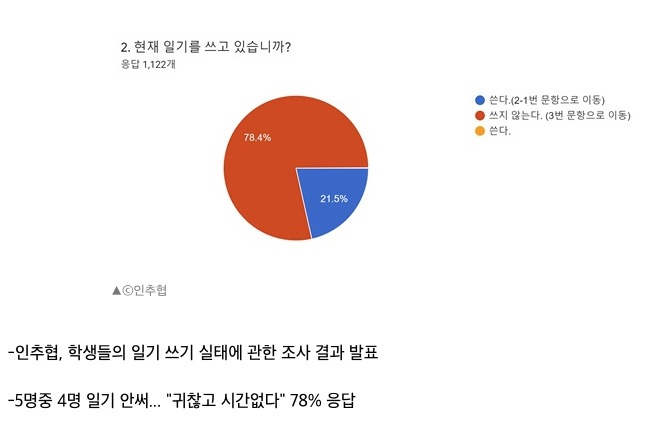 2. 현재 일기를 쓰고 있습니까?
응답 1,122개
쓴다.(2-1번 문항으로 이동)
쓰지 않는다. (3번 문항으로 이동)
쓴다.
78.4%
21.5%
▲ⓒ인추협
-인추협, 학생들의 일기 쓰기 실태에 관한 조사 결과 발표
-5명중 4명 일기 안써... "귀찮고 시간없다" 78% 응답